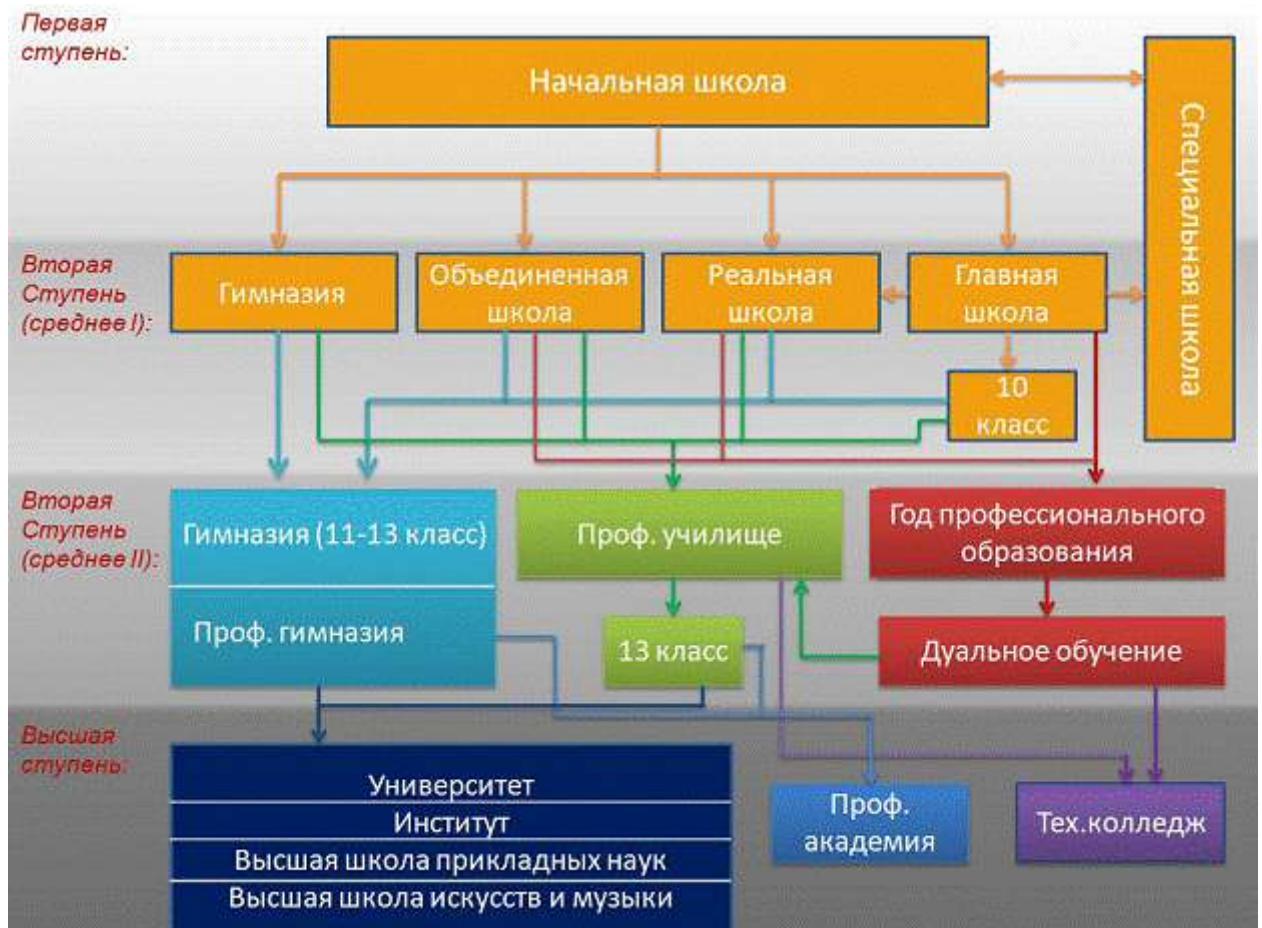 Первая
ступень:
Начальная школа
Специальная школа
Вторая
Ступень
(среднее I):
Гимназия
Объединенная
школа
Реальная
школа
Главная
школа
10
класс
Вторая
Ступень
(среднее II):
Гимназия (11-13 класс)
Проф. училище
Год профессионального
образования
Проф. гимназия
13 класс
Дуальное обучение
Высшая
ступень:
Университет
Институт
Высшая школа прикладных наук
Высшая школа искусств и музыки
Проф.
академия
Тех.колледж